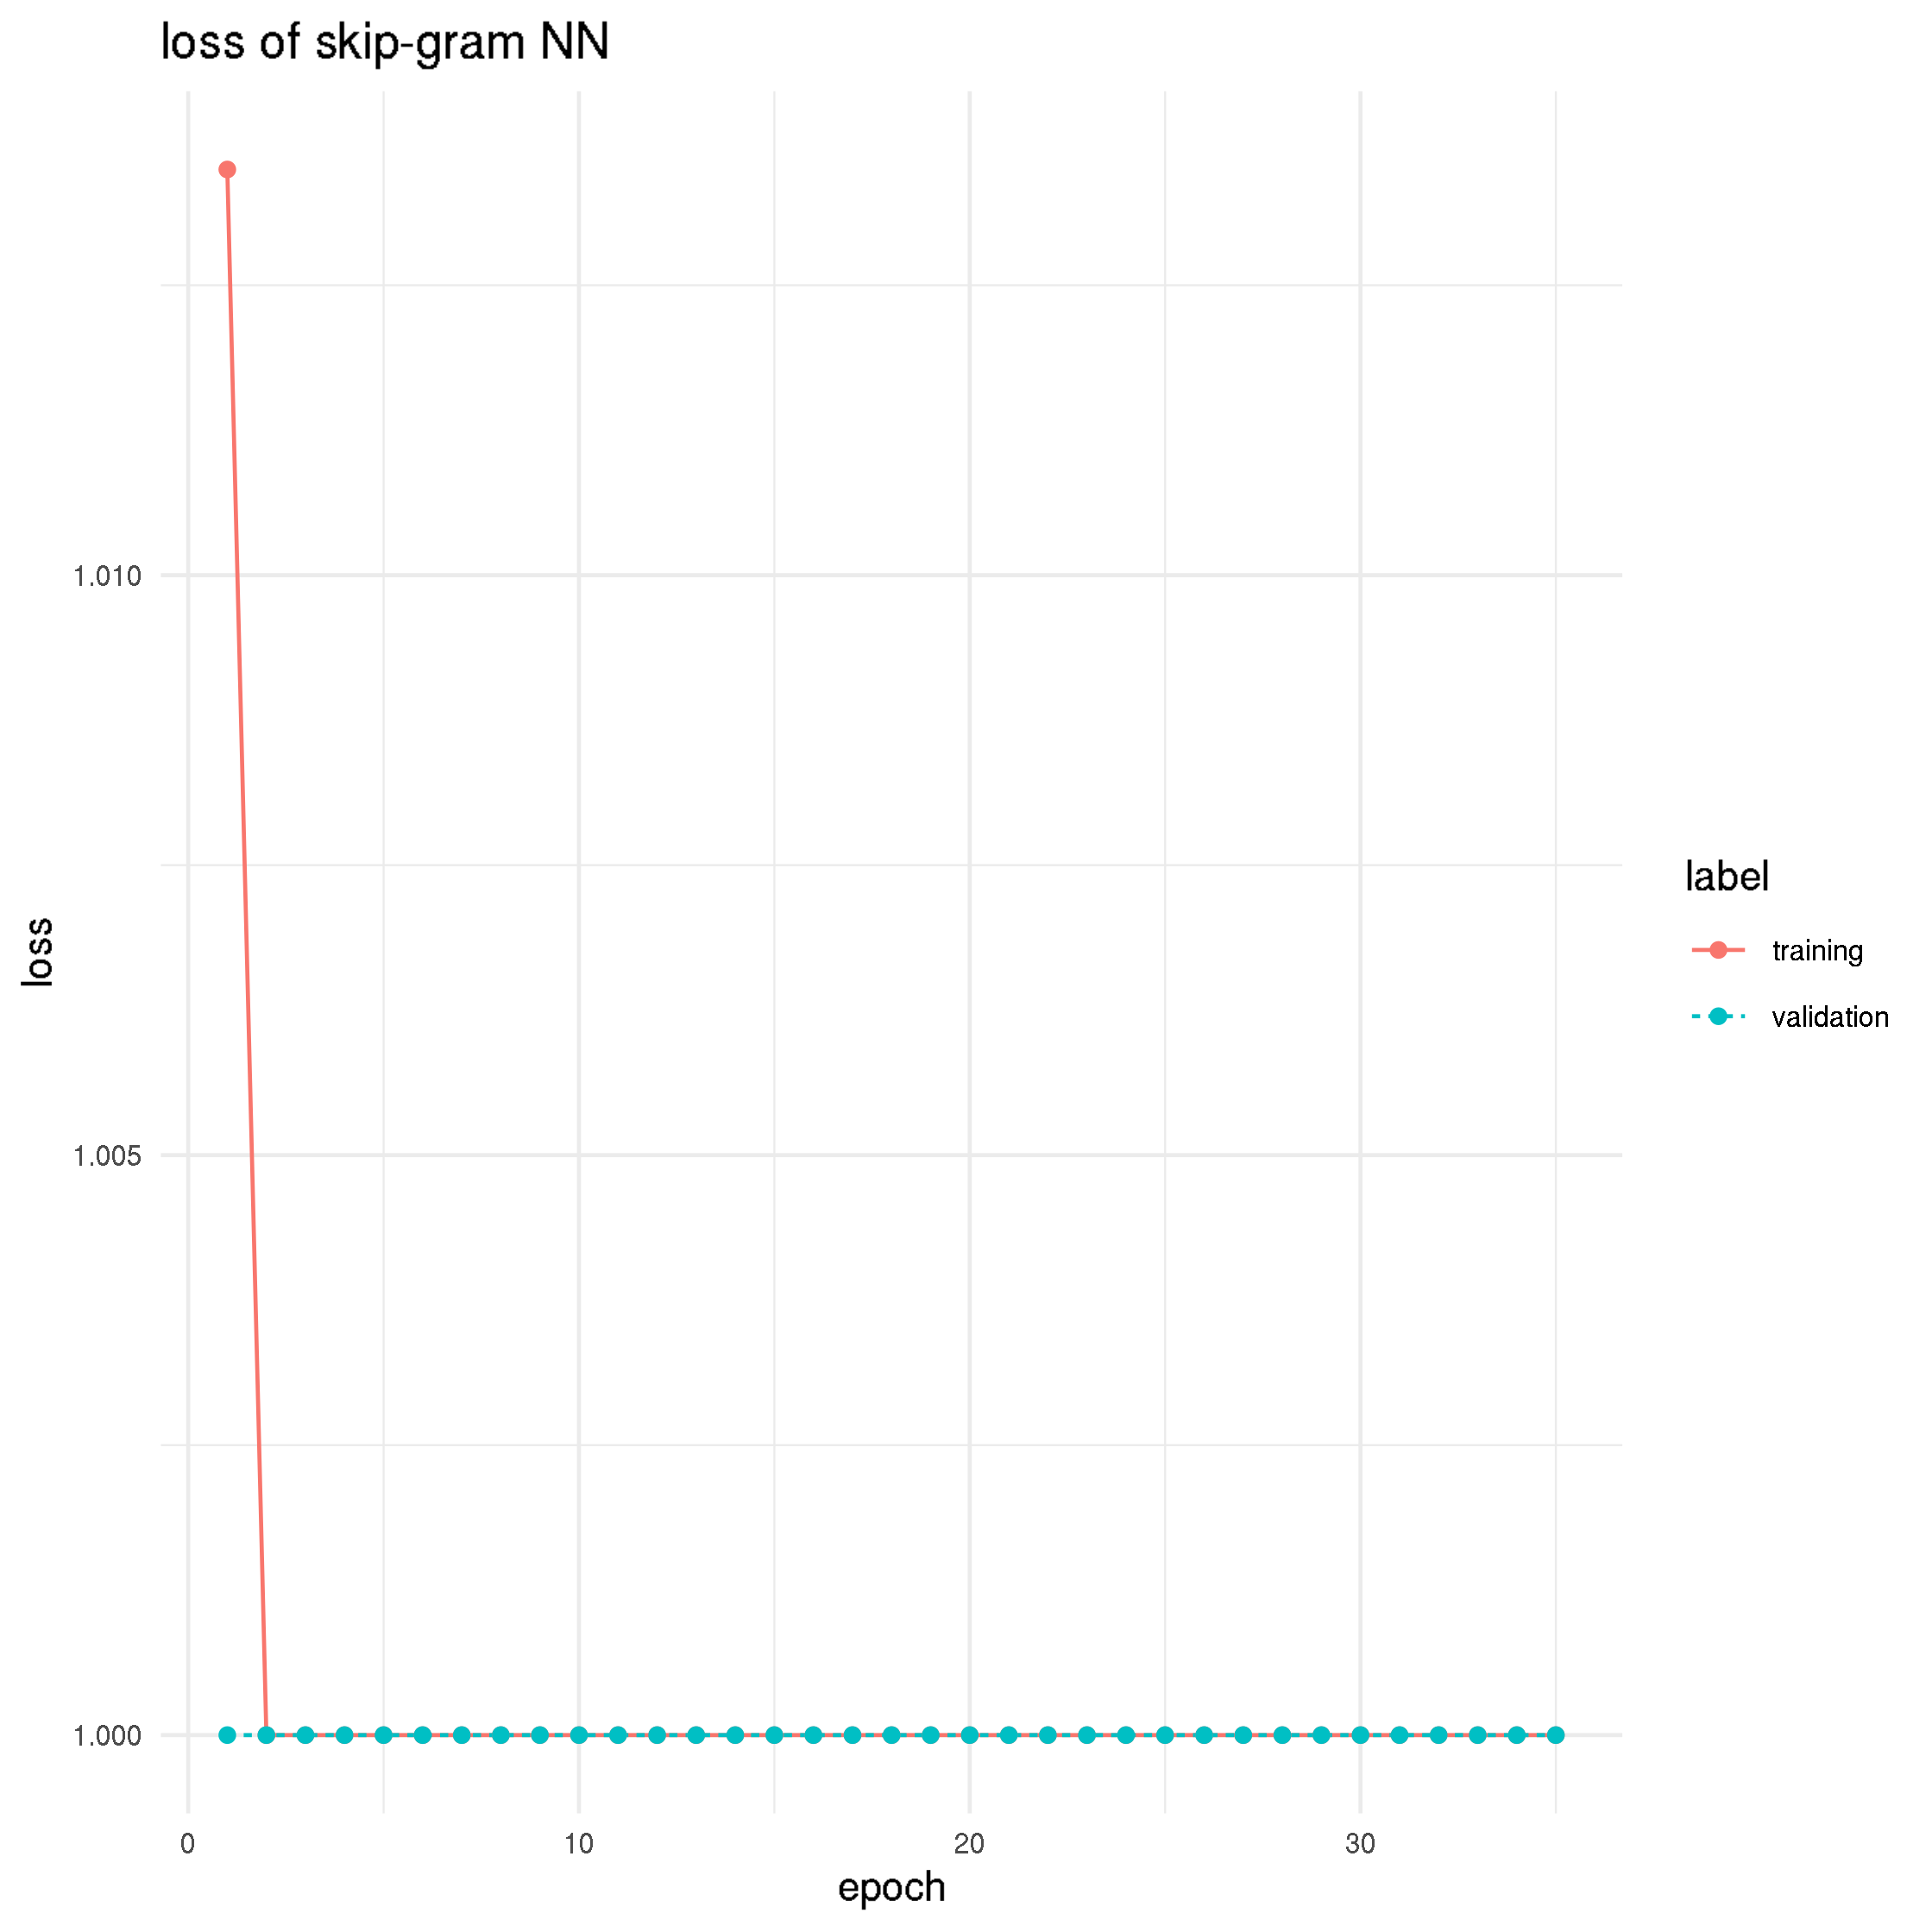 loss of skip-gram NN
loss
1.010
1.005
1.000
0
10
20
30
epoch
label
training
validation